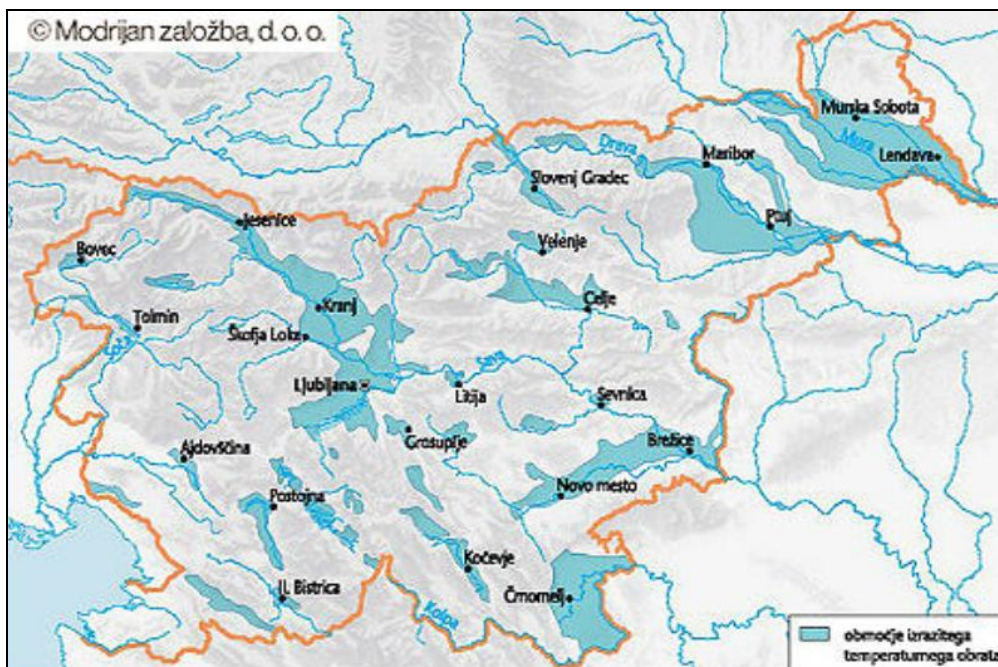 © Modrijan založba, d. o. o.
Murska Sobota
Mura
Lendava
Drava
Maribor
Slovenj Gradec
Ptuj
Jesenice
Velenje
Bovec
Kranj
Celje
Tolmin
Soča
Škofja Loka
Sava
Ljubljana
Litija
Sevnica
Grosuplje
Brežice
Ajdovščina
Postojna
Novo mesto
Kočevje
Il. Bistrica
Črnomelj
Kolpa
območje izrazitega
temperaturnega obrata